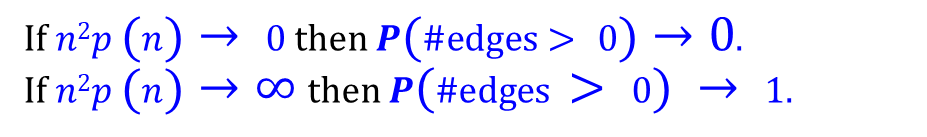 If n²p (n) → 0 then P(#edges > 0) → 0.
If n²p (n) → ∞ then P(#edges > 0) → 1.